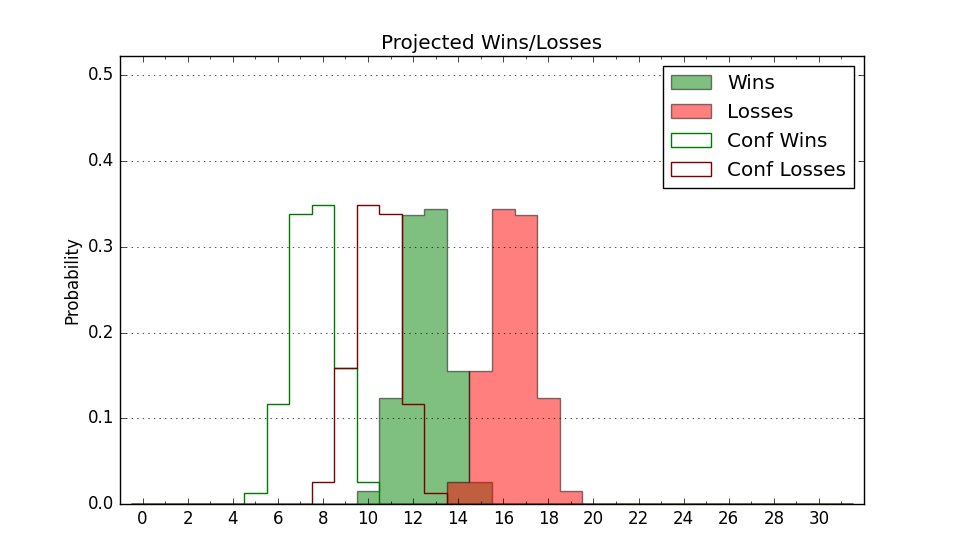 Projected Wins/Losses
0.5
0.4
0.3
0.2
0.1
0.0
Probability
Wins
Losses
Conf Wins
Conf Losses
0 2 4 6 8 10 12 14 16 18 20 22 24 26 28 30